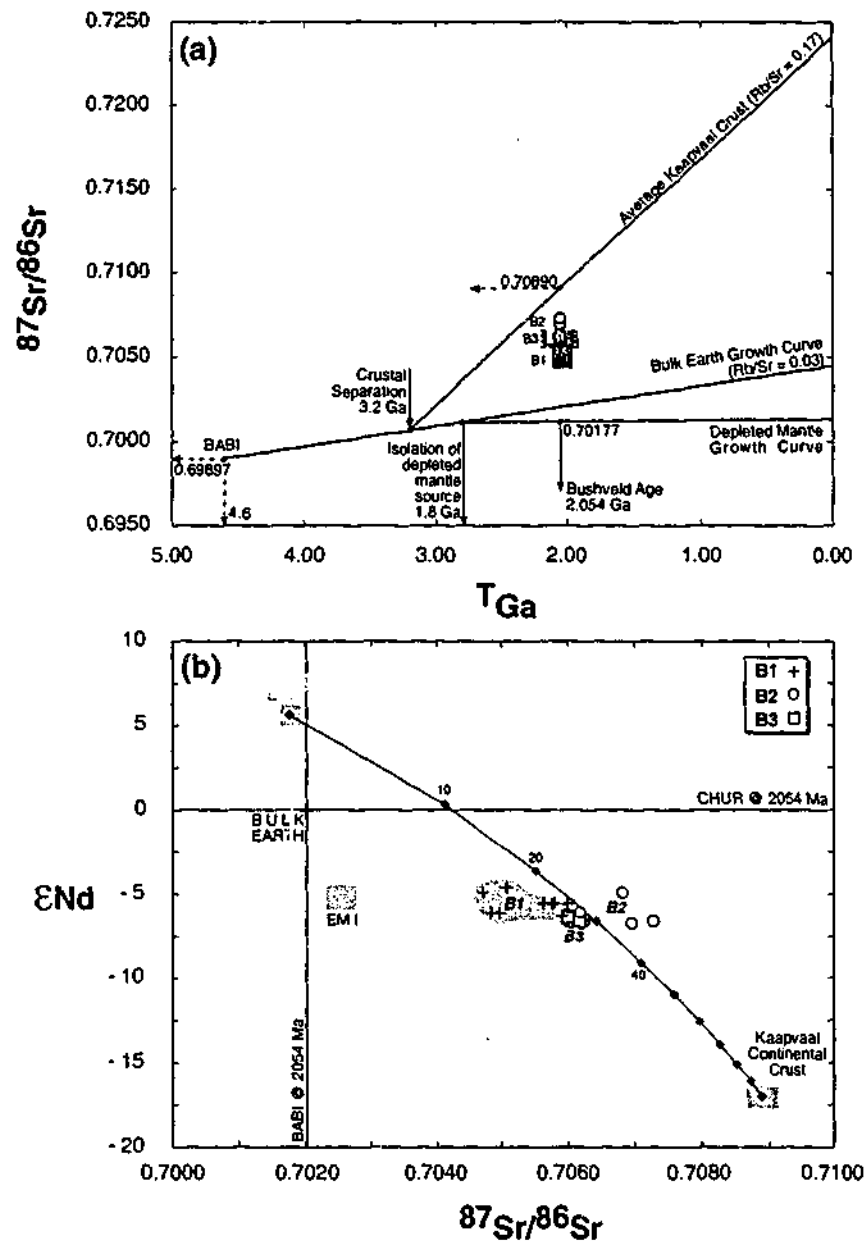 (a)
0.7250
0.7200
0.7150
0.7100
0.7050
0.7000
0.6950
87Sr/86Sr
Average Kaapvaal Crust (Rb/Sr = 0.17)
0.70890
B2
B3
B1
Bulk Earth Growth Curve
(Rb/Sr = 0.03)
Crustal
Separation
3.2 Ga
BABI
0.69897
4.6
Isolation of
depleted
mantle
source
1.8 Ga
0.70177
Depleted Mantle
Growth Curve
Bushveld Age
2.054 Ga
5.00 4.00 3.00 2.00 1.00 0.00
TGa
(b)
10
5
0
- 5
- 10
- 15
- 20
εNd
B1 +
B2 ○
B3 □
10
CHUR @ 2054 Ma
BULK
EARTH
20
B1
B2
B3
EM I
40
BABI @ 2054 Ma
Kaapvaal
Continental
Crust
0.7000 0.7020 0.7040 0.7060 0.7080 0.7100
87Sr/86Sr